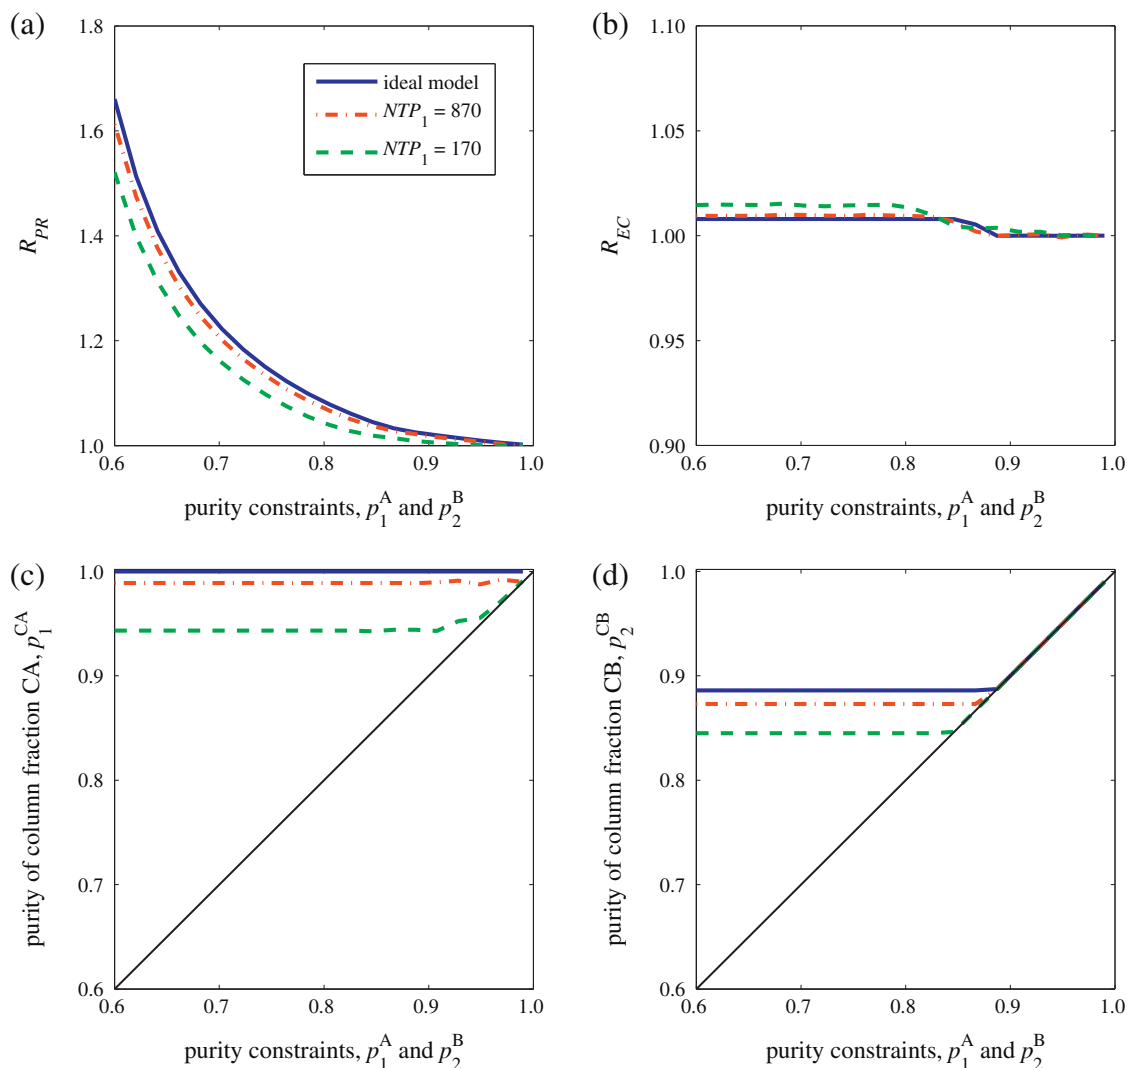 (a)
1.8
1.6
1.4
1.2
1.0
0.6 0.7 0.8 0.9 1.0
R_PR
purity constraints, p_1^A and p_2^B
ideal model
NTP_1 = 870
NTP_1 = 170
(b)
1.10
1.05
1.00
0.95
0.90
0.6 0.7 0.8 0.9 1.0
R_EC
purity constraints, p_1^A and p_2^B
(c)
1.0
0.9
0.8
0.7
0.6
0.6 0.7 0.8 0.9 1.0
purity of column fraction CA, p_1^CA
purity constraints, p_1^A and p_2^B
(d)
1.0
0.9
0.8
0.7
0.6
0.6 0.7 0.8 0.9 1.0
purity of column fraction CB, p_2^CB
purity constraints, p_1^A and p_2^B